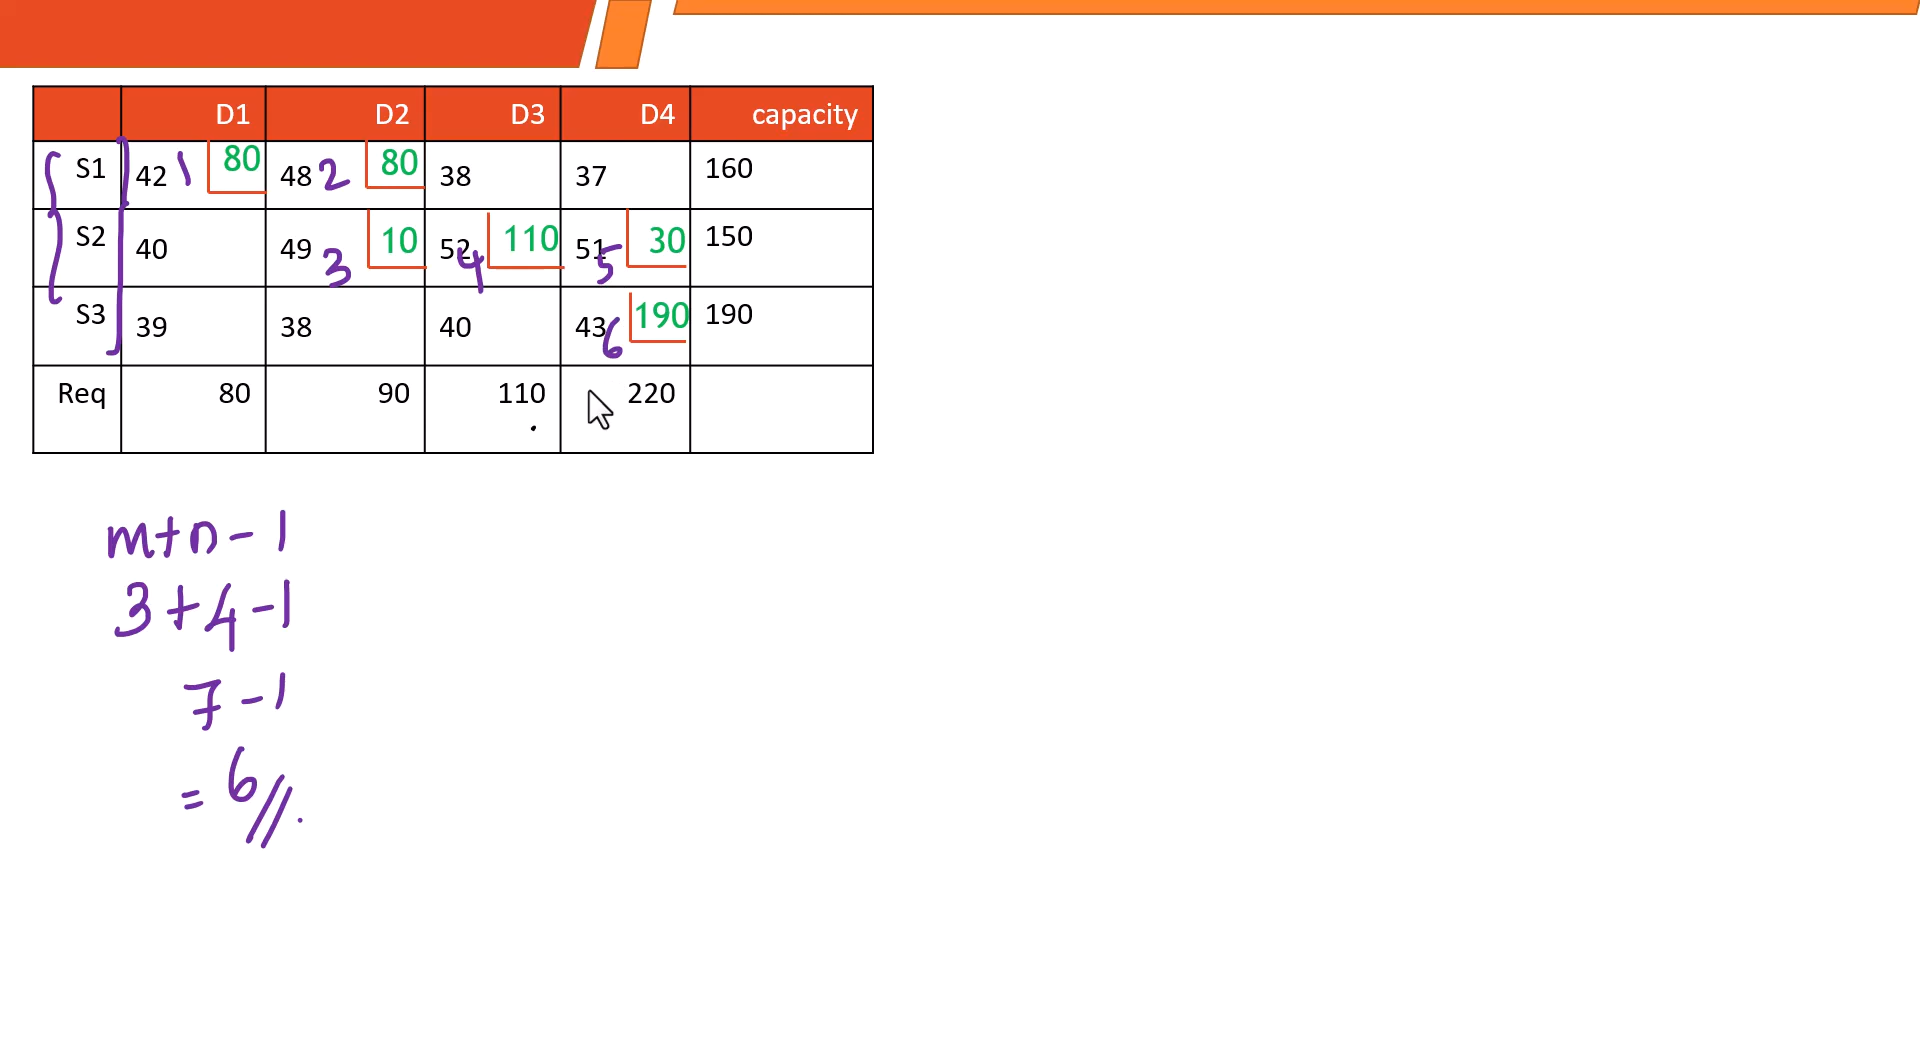 D1 D2 D3 D4 capacity
S1 42 1 80 48 2 80 38 37 160
S2 40 49 3 10 52 4 110 51 5 30 150
S3 39 38 40 43 6 190 190
Req 80 90 110 220
m+n-1
3+4-1
7-1
=6//.